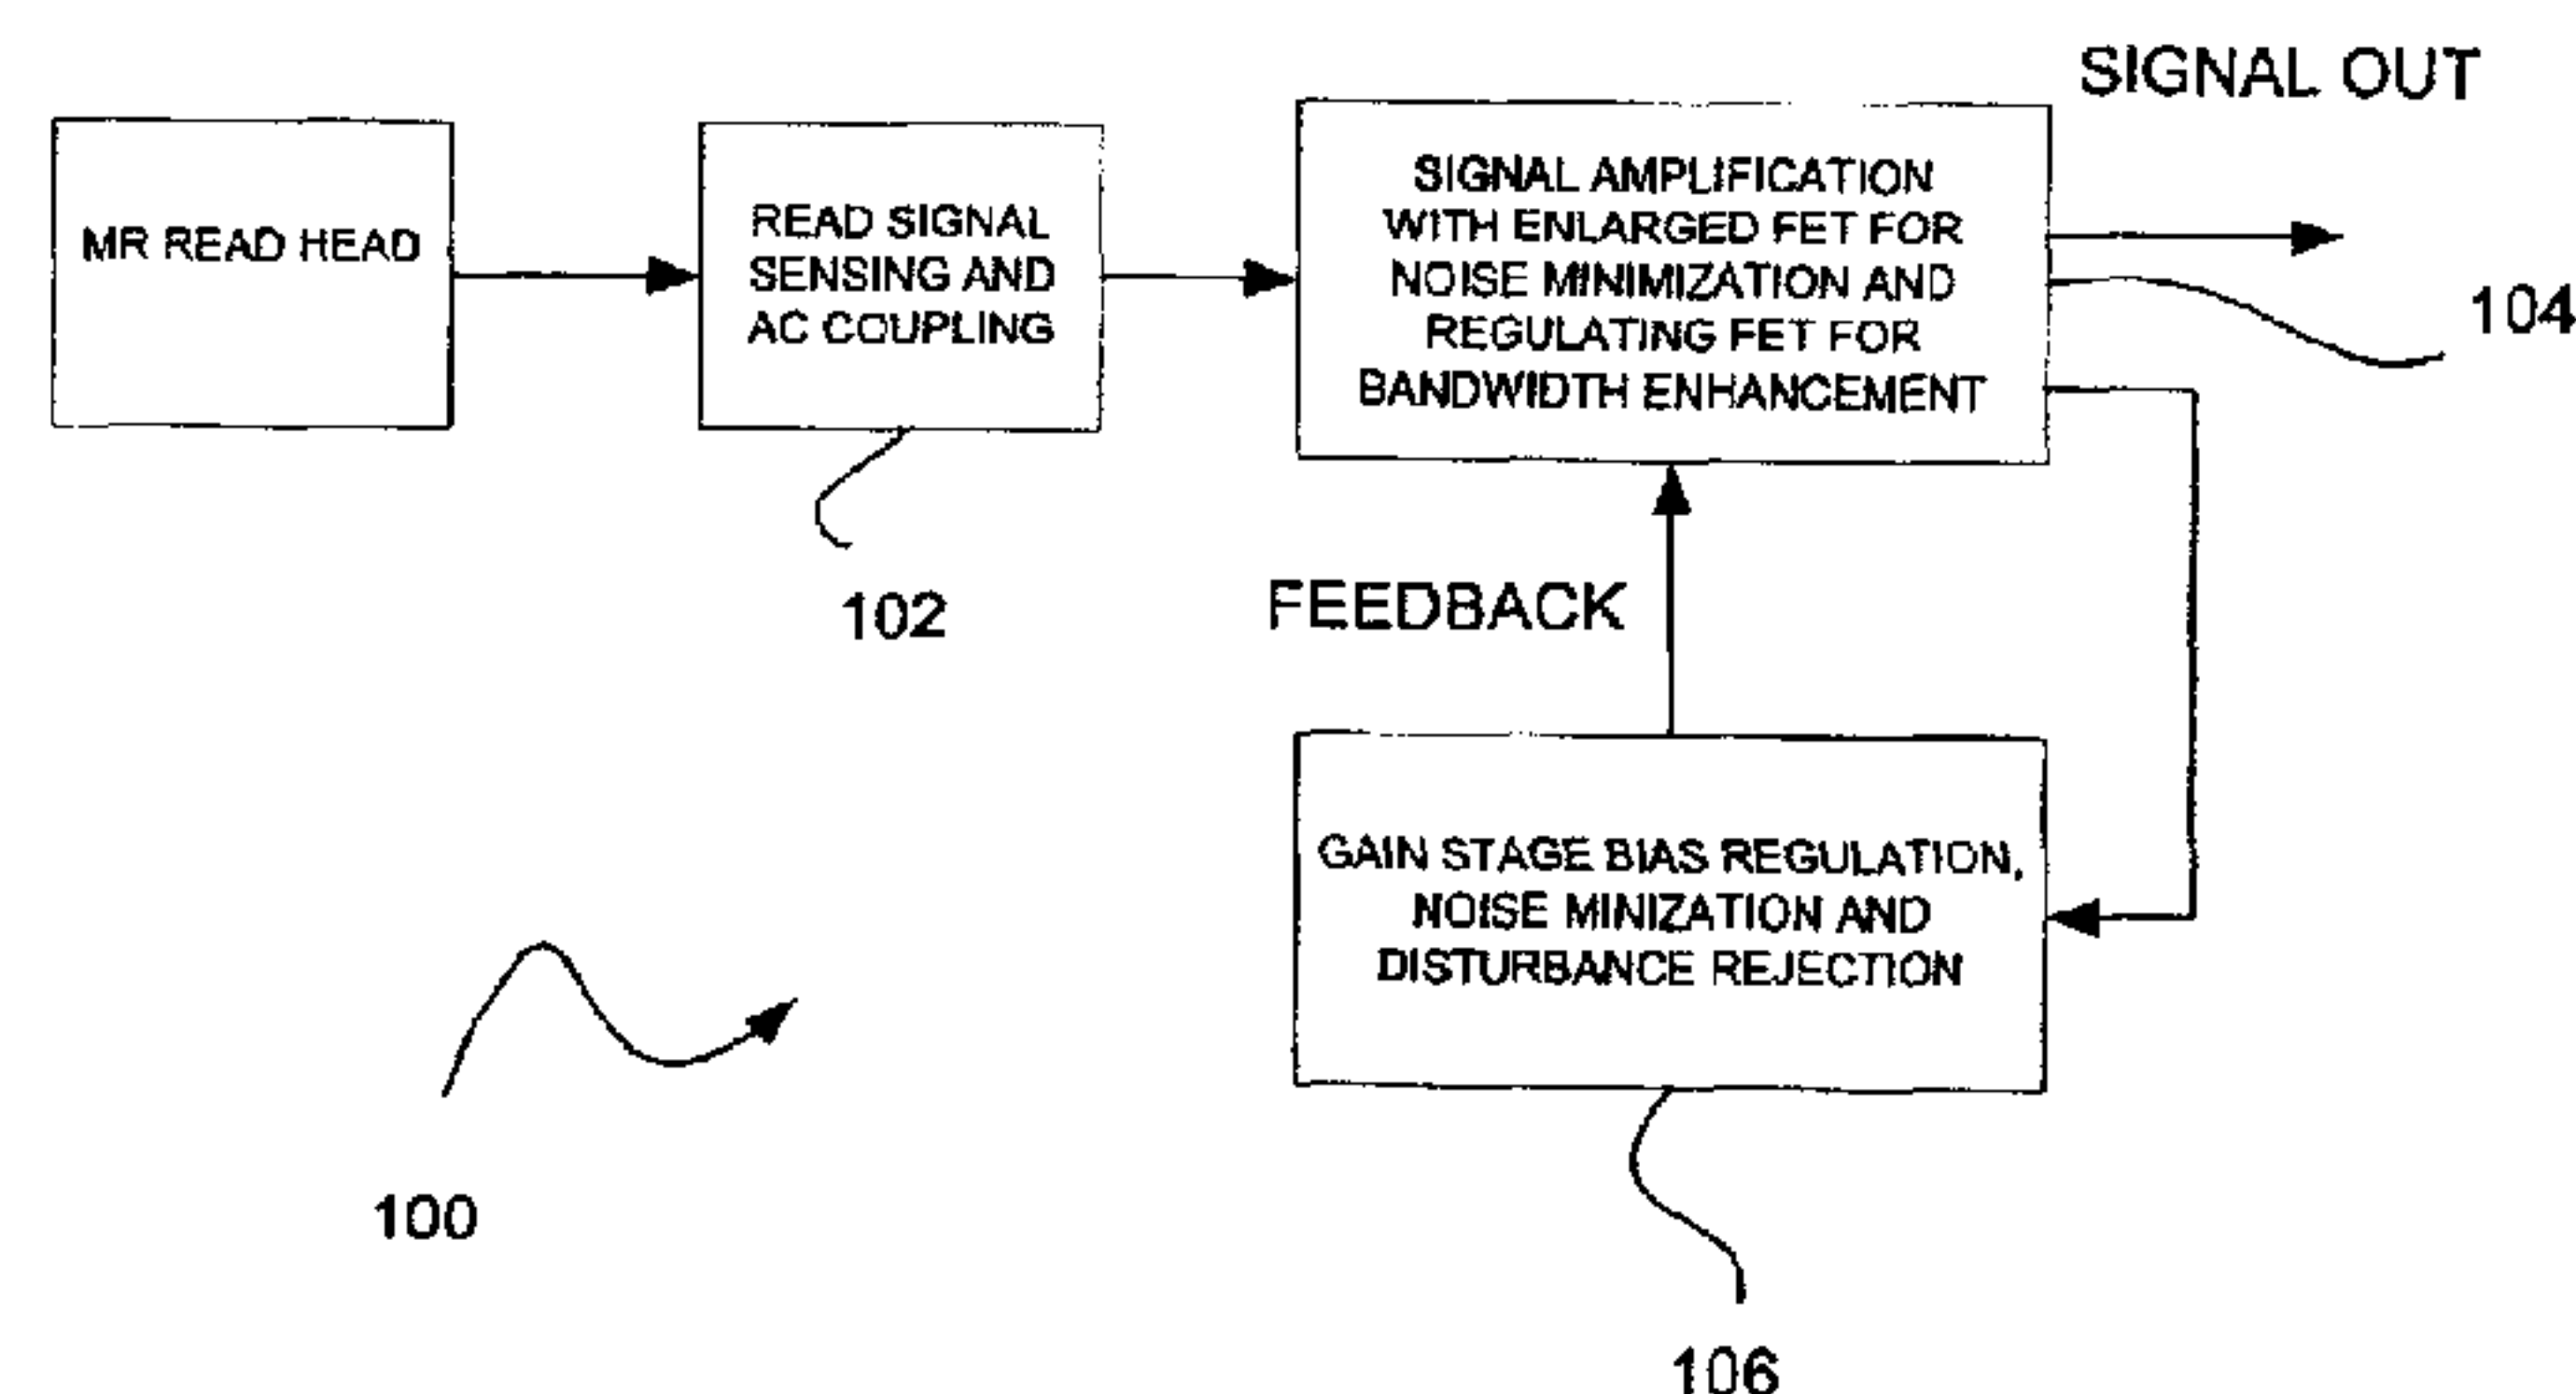 SIGNAL OUT
MR READ HEAD
READ SIGNAL
SENSING AND
AC COUPLING
SIGNAL AMPLIFICATION
WITH ENLARGED FET FOR
NOISE MINIMIZATION AND
REGULATING FET FOR
BANDWIDTH ENHANCEMENT
104
102
FEEDBACK
GAIN STAGE BIAS REGULATION,
NOISE MINIZATION AND
DISTURBANCE REJECTION
100
106